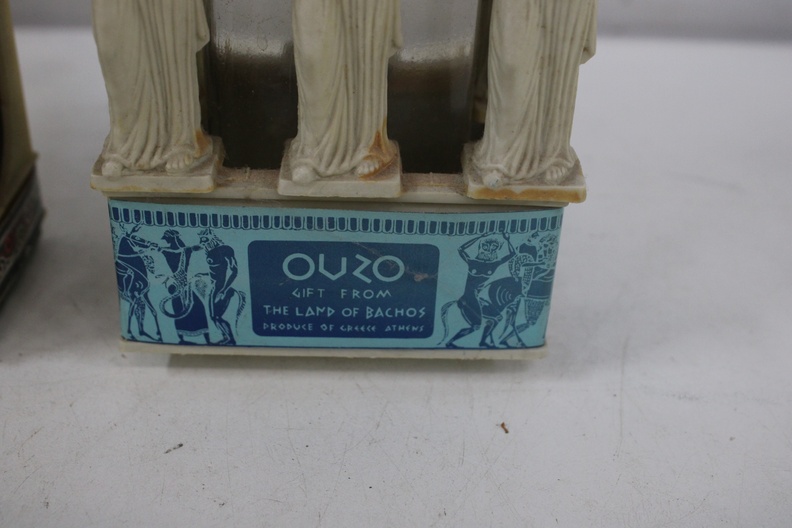 OUZO
GIFT FROM
THE LAND OF BACHOS
PRODUCE OF GREECE ATHENS